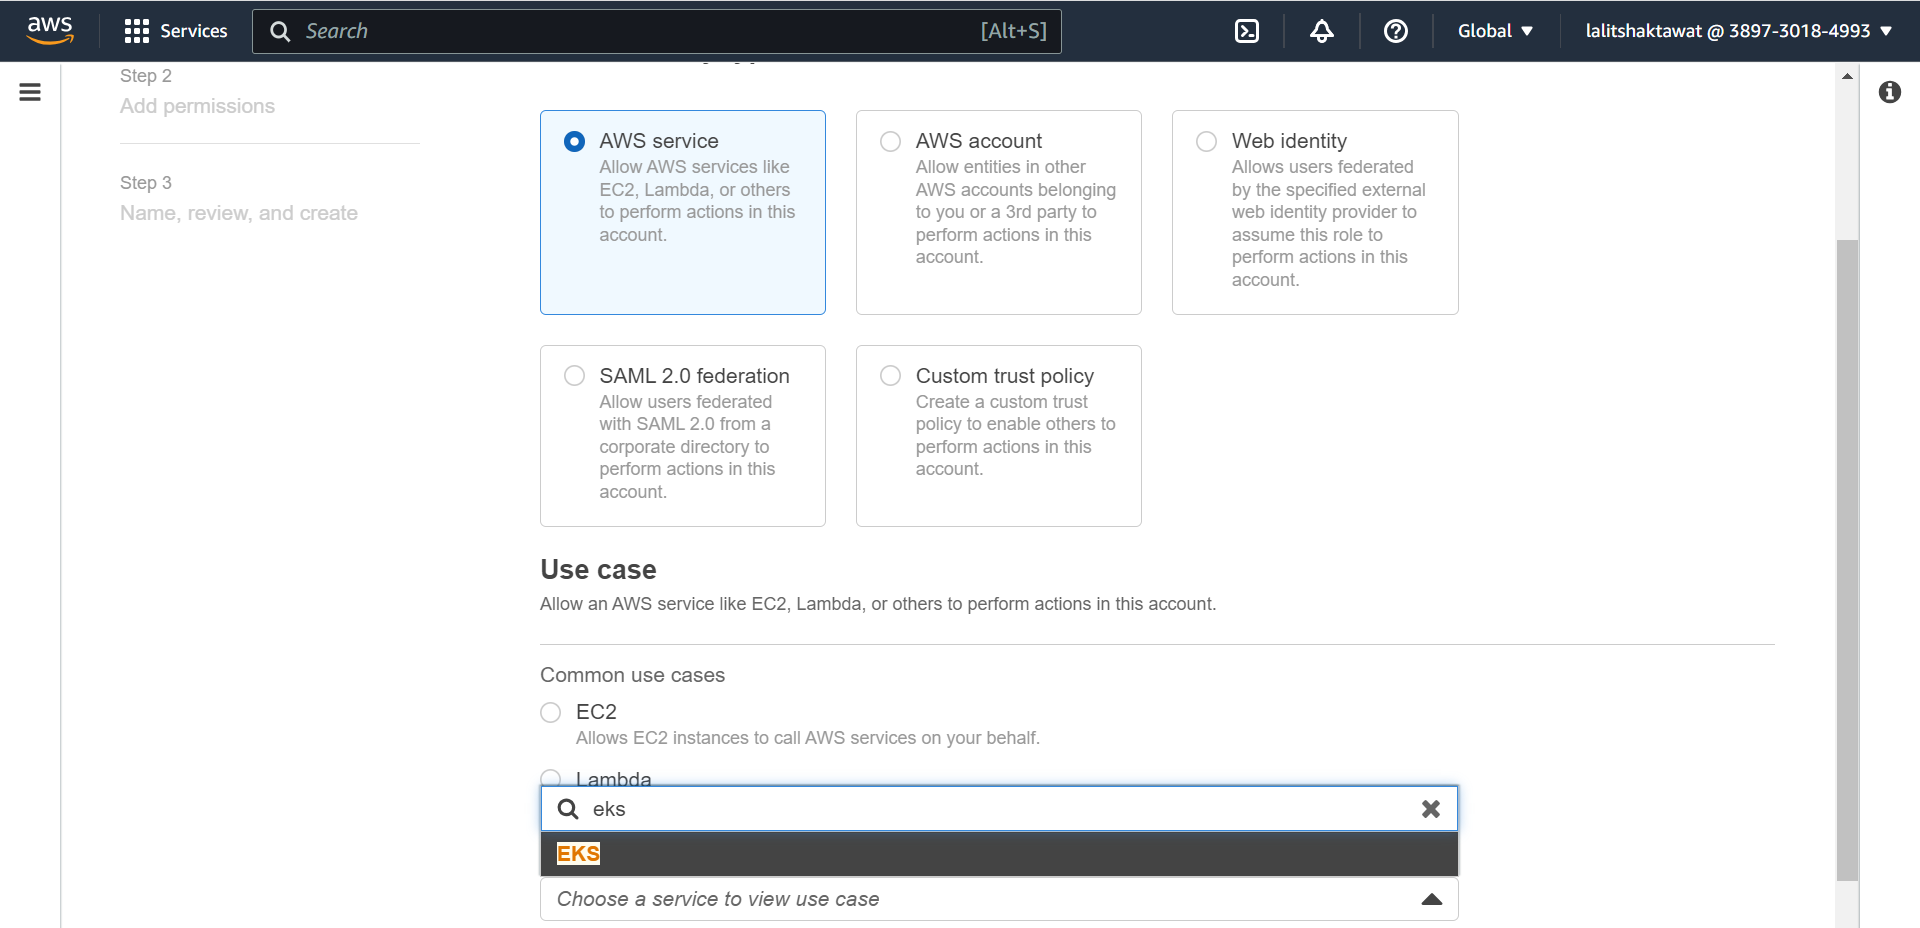 aws
Services
Search
[Alt+S]
Global
lalitshaktawat @ 3897-3018-4993
Step 2
Add permissions
Step 3
Name, review, and create
AWS service
Allow AWS services like
EC2, Lambda, or others
to perform actions in this
account.
AWS account
Allow entities in other
AWS accounts belonging
to you or a 3rd party to
perform actions in this
account.
Web identity
Allows users federated
by the specified external
web identity provider to
assume this role to
perform actions in this
account.
SAML 2.0 federation
Allow users federated
with SAML 2.0 from a
corporate directory to
perform actions in this
account.
Custom trust policy
Create a custom trust
policy to enable others to
perform actions in this
account.
Use case
Allow an AWS service like EC2, Lambda, or others to perform actions in this account.
Common use cases
EC2
Allows EC2 instances to call AWS services on your behalf.
Lambda
eks
EKS
Choose a service to view use case